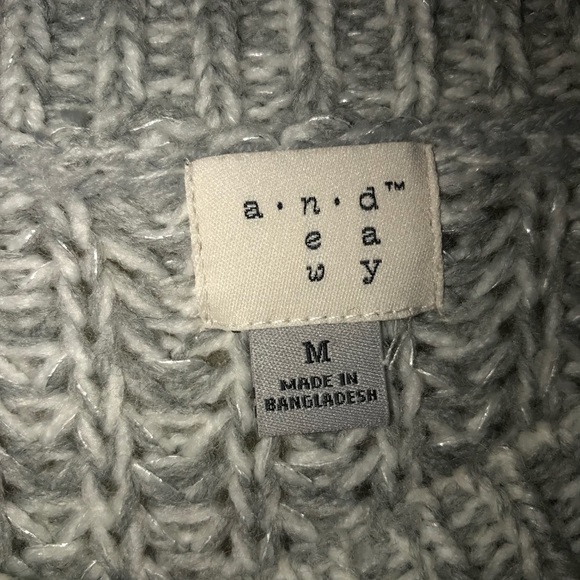 a · n · d™
e a
w y
M
MADE IN
BANGLADESH